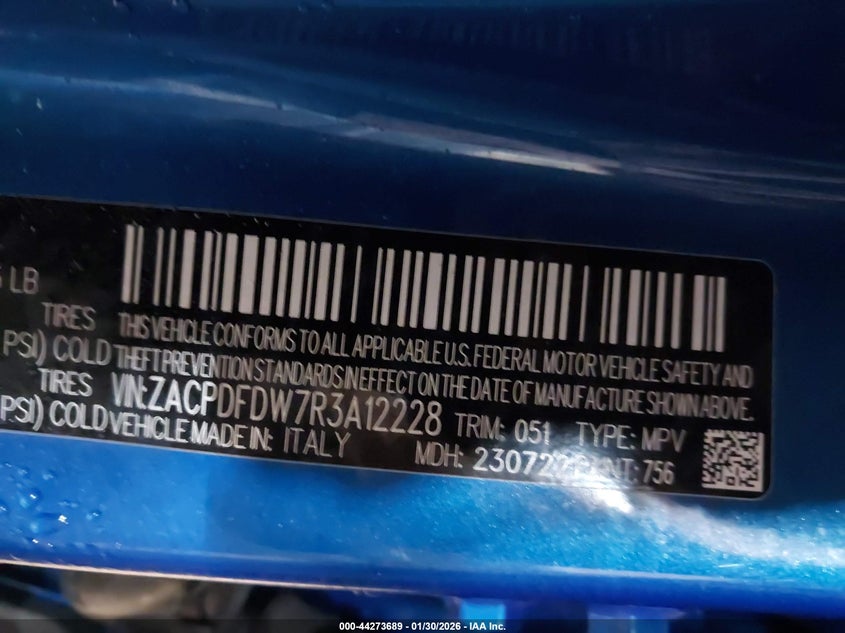 LB
TIRES
PSI) COLD
TIRES
PSI) COLD
THIS VEHICLE CONFORMS TO ALL APPLICABLE U.S. FEDERAL MOTOR VEHICLE SAFETY AND
THEFT PREVENTION STANDARDS IN EFFECT ON THE DATE OF MANUFACTURE SHOWN ABOVE.
VIN: ZACPDFDW7R3A12228 TRIM: 051 TYPE: MPV
VEHICLE MADE IN: ITALY MDH: 230722 PNT: 756
000-44273689 - 01/30/2026 - IAA Inc.